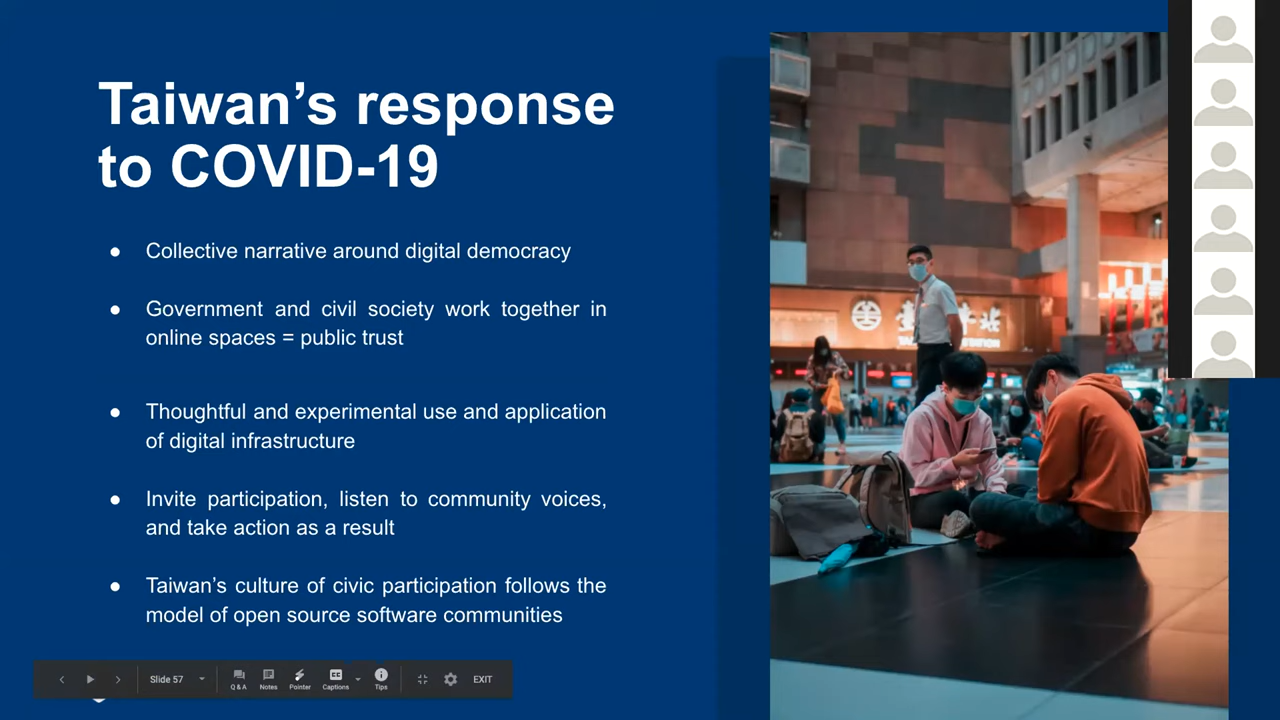 Taiwan's response
to COVID-19
● Collective narrative around digital democracy
● Government and civil society work together in
online spaces = public trust
● Thoughtful and experimental use and application
of digital infrastructure
● Invite participation, listen to community voices,
and take action as a result
● Taiwan's culture of civic participation follows the
model of open source software communities
Slide 57
Q & A
Notes
Pointer
CC
Captions
Tips
EXIT